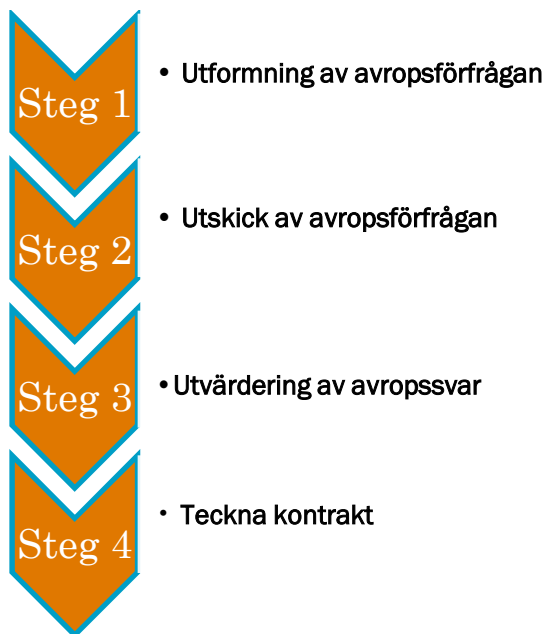 Steg 1
• Utformning av avropsförfrågan
Steg 2
• Utskick av avropsförfrågan
Steg 3
•Utvärdering av avropssvar
Steg 4
• Teckna kontrakt